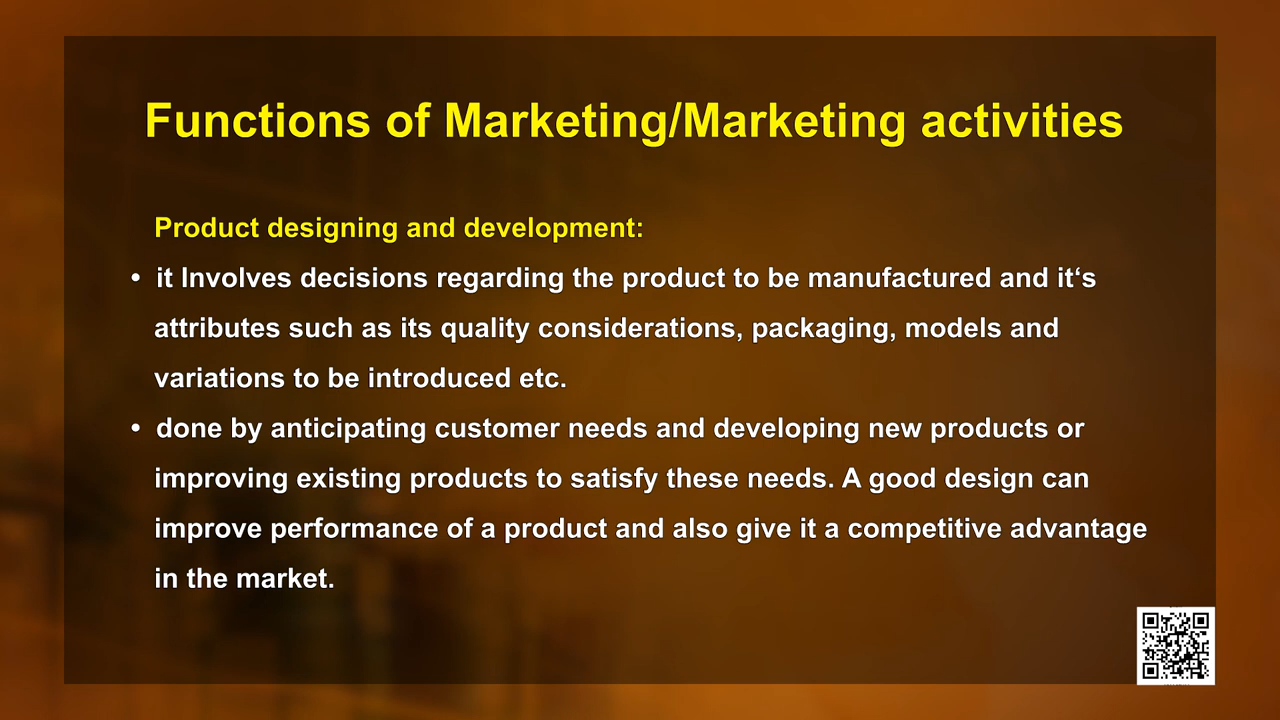 Functions of Marketing/Marketing activities
Product designing and development:
• it Involves decisions regarding the product to be manufactured and it‘s
attributes such as its quality considerations, packaging, models and
variations to be introduced etc.
• done by anticipating customer needs and developing new products or
improving existing products to satisfy these needs. A good design can
improve performance of a product and also give it a competitive advantage
in the market.